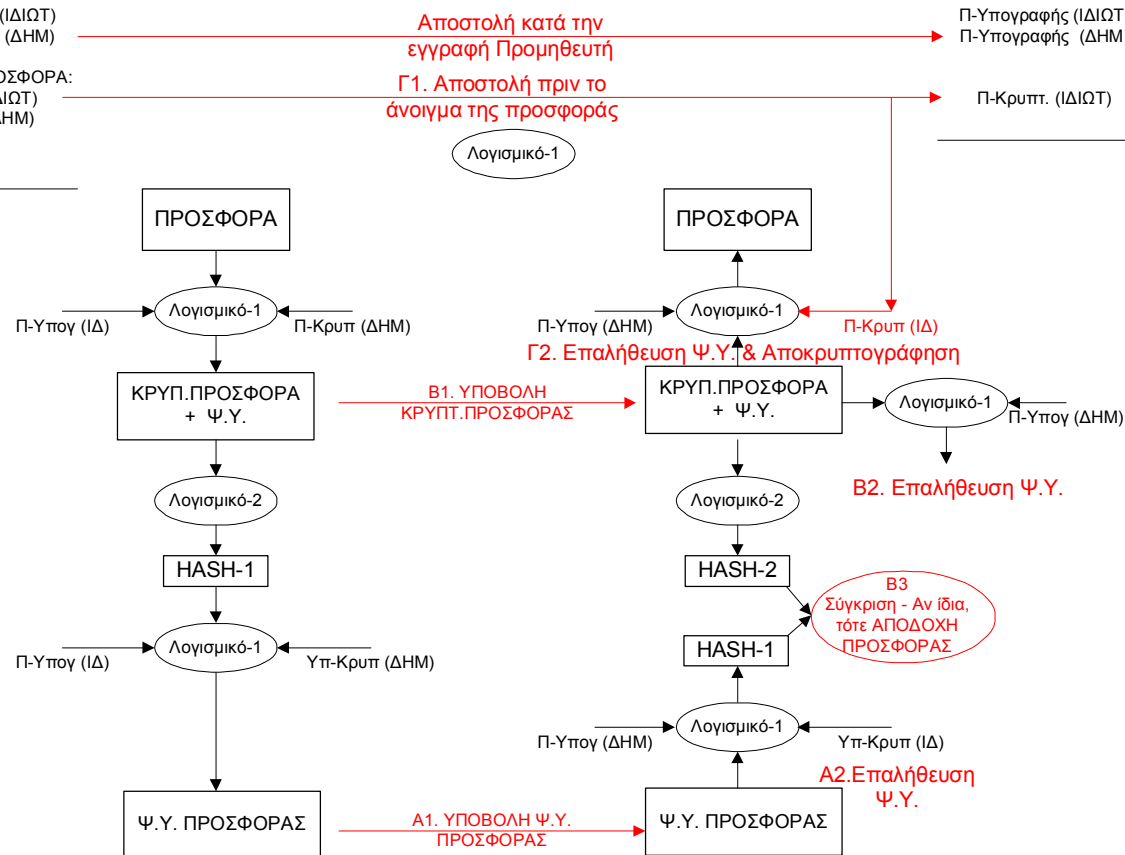 (ΙΔΙΩΤ)
(ΔΗΜ)
Αποστολή κατά την
εγγραφή Προμηθευτή
Π-Υπογραφής (ΙΔΙΩΤ
Π-Υπογραφής (ΔΗΜ
ΟΣΦΟΡΑ:
ΔΙΩΤ)
ΔΗΜ)
Γ1. Αποστολή πριν το
άνοιγμα της προσφοράς
Π-Κρυπτ. (ΙΔΙΩΤ)
Λογισμικό-1
ΠΡΟΣΦΟΡΑ
ΠΡΟΣΦΟΡΑ
Λογισμικό-1
Π-Υπογ (ΙΔ)
Π-Κρυπ (ΔΗΜ)
Λογισμικό-1
Π-Υπογ (ΔΗΜ)
Π-Κρυπ (ΙΔ)
Γ2. Επαλήθευση Ψ.Υ. & Αποκρυπτογράφηση
ΚΡΥΠ.ΠΡΟΣΦΟΡΑ
+ Ψ.Υ.
Β1. ΥΠΟΒΟΛΗ
ΚΡΥΠΤ.ΠΡΟΣΦΟΡΑΣ
ΚΡΥΠ.ΠΡΟΣΦΟΡΑ
+ Ψ.Υ.
Λογισμικό-1
Π-Υπογ (ΔΗΜ)
Β2. Επαλήθευση Ψ.Υ.
Λογισμικό-2
Λογισμικό-2
HASH-1
HASH-2
Β3
Σύγκριση - Αν ίδια,
τότε ΑΠΟΔΟΧΗ
ΠΡΟΣΦΟΡΑΣ
Λογισμικό-1
Π-Υπογ (ΙΔ)
Υπ-Κρυπ (ΔΗΜ)
HASH-1
Λογισμικό-1
Π-Υπογ (ΔΗΜ)
Υπ-Κρυπ (ΙΔ)
Α2.Επαλήθευση
Ψ.Υ.
Ψ.Υ. ΠΡΟΣΦΟΡΑΣ
Α1. ΥΠΟΒΟΛΗ Ψ.Υ.
ΠΡΟΣΦΟΡΑΣ
Ψ.Υ. ΠΡΟΣΦΟΡΑΣ